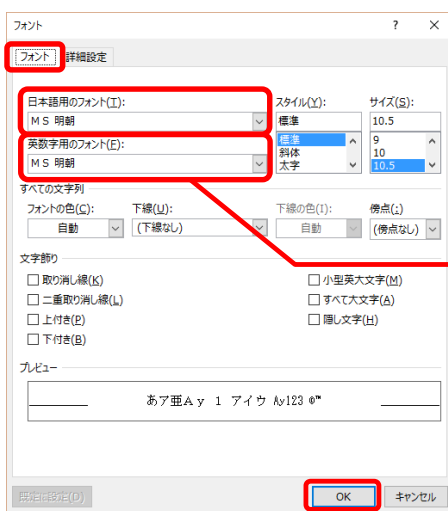 フォント ? ×
フォント 詳細設定
日本語用のフォント(T): スタイル(Y): サイズ(S):
ＭＳ 明朝 標準 10.5
英数字用のフォント(F): 標準 9
ＭＳ 明朝 斜体 10
太字 10.5
すべての文字列
フォントの色(C): 下線(U): 下線の色(I): 傍点(;)
自動 (下線なし) 自動 (傍点なし)
文字飾り
取り消し線(K) 小型英大文字(M)
二重取り消し線(L) すべて大文字(A)
上付き(P) 隠し文字(H)
下付き(B)
プレビュー
あア亜Ａｙ １ アイウ Ay123 @™
既定に設定(D) OK キャンセル